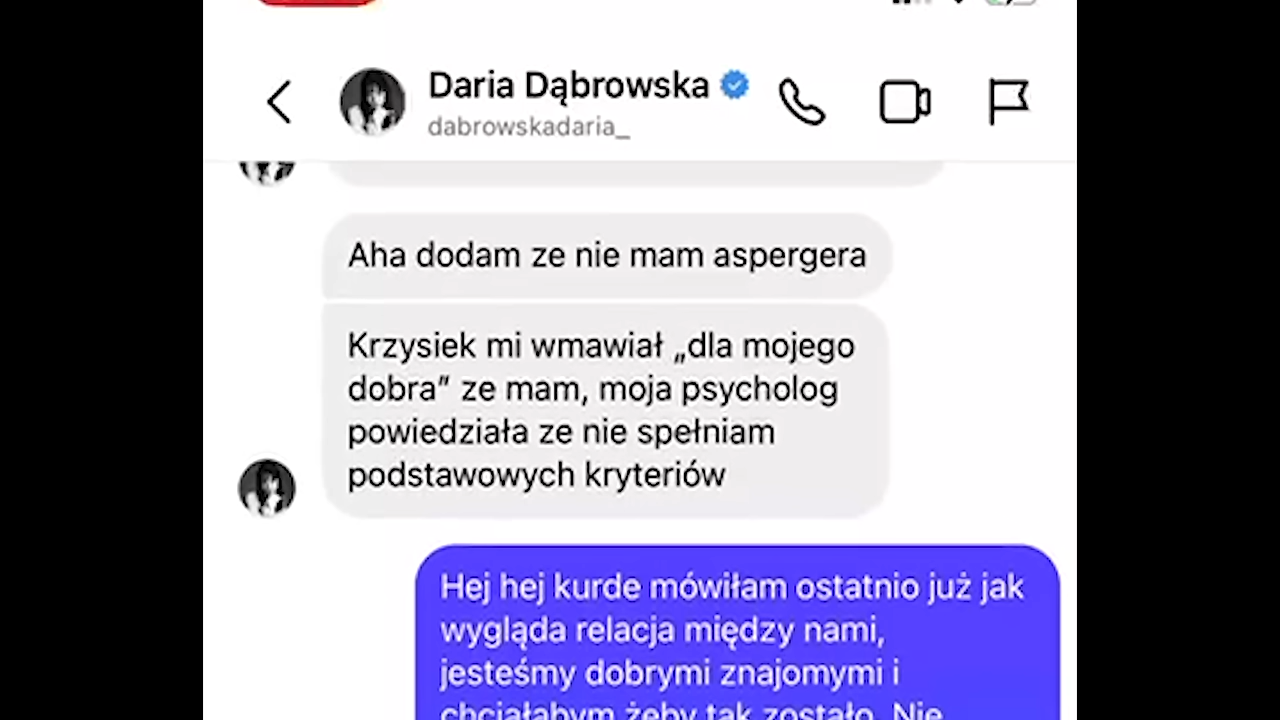 Daria Dąbrowska
dabrowskadaria_
Aha dodam ze nie mam aspergera
Krzysiek mi wmawiał „dla mojego
dobra” ze mam, moja psycholog
powiedziała ze nie spełniam
podstawowych kryteriów
Hej hej kurde mówiłam ostatnio już jak
wygląda relacja między nami,
jesteśmy dobrymi znajomymi i
chciałabym żeby tak zostało. Nie